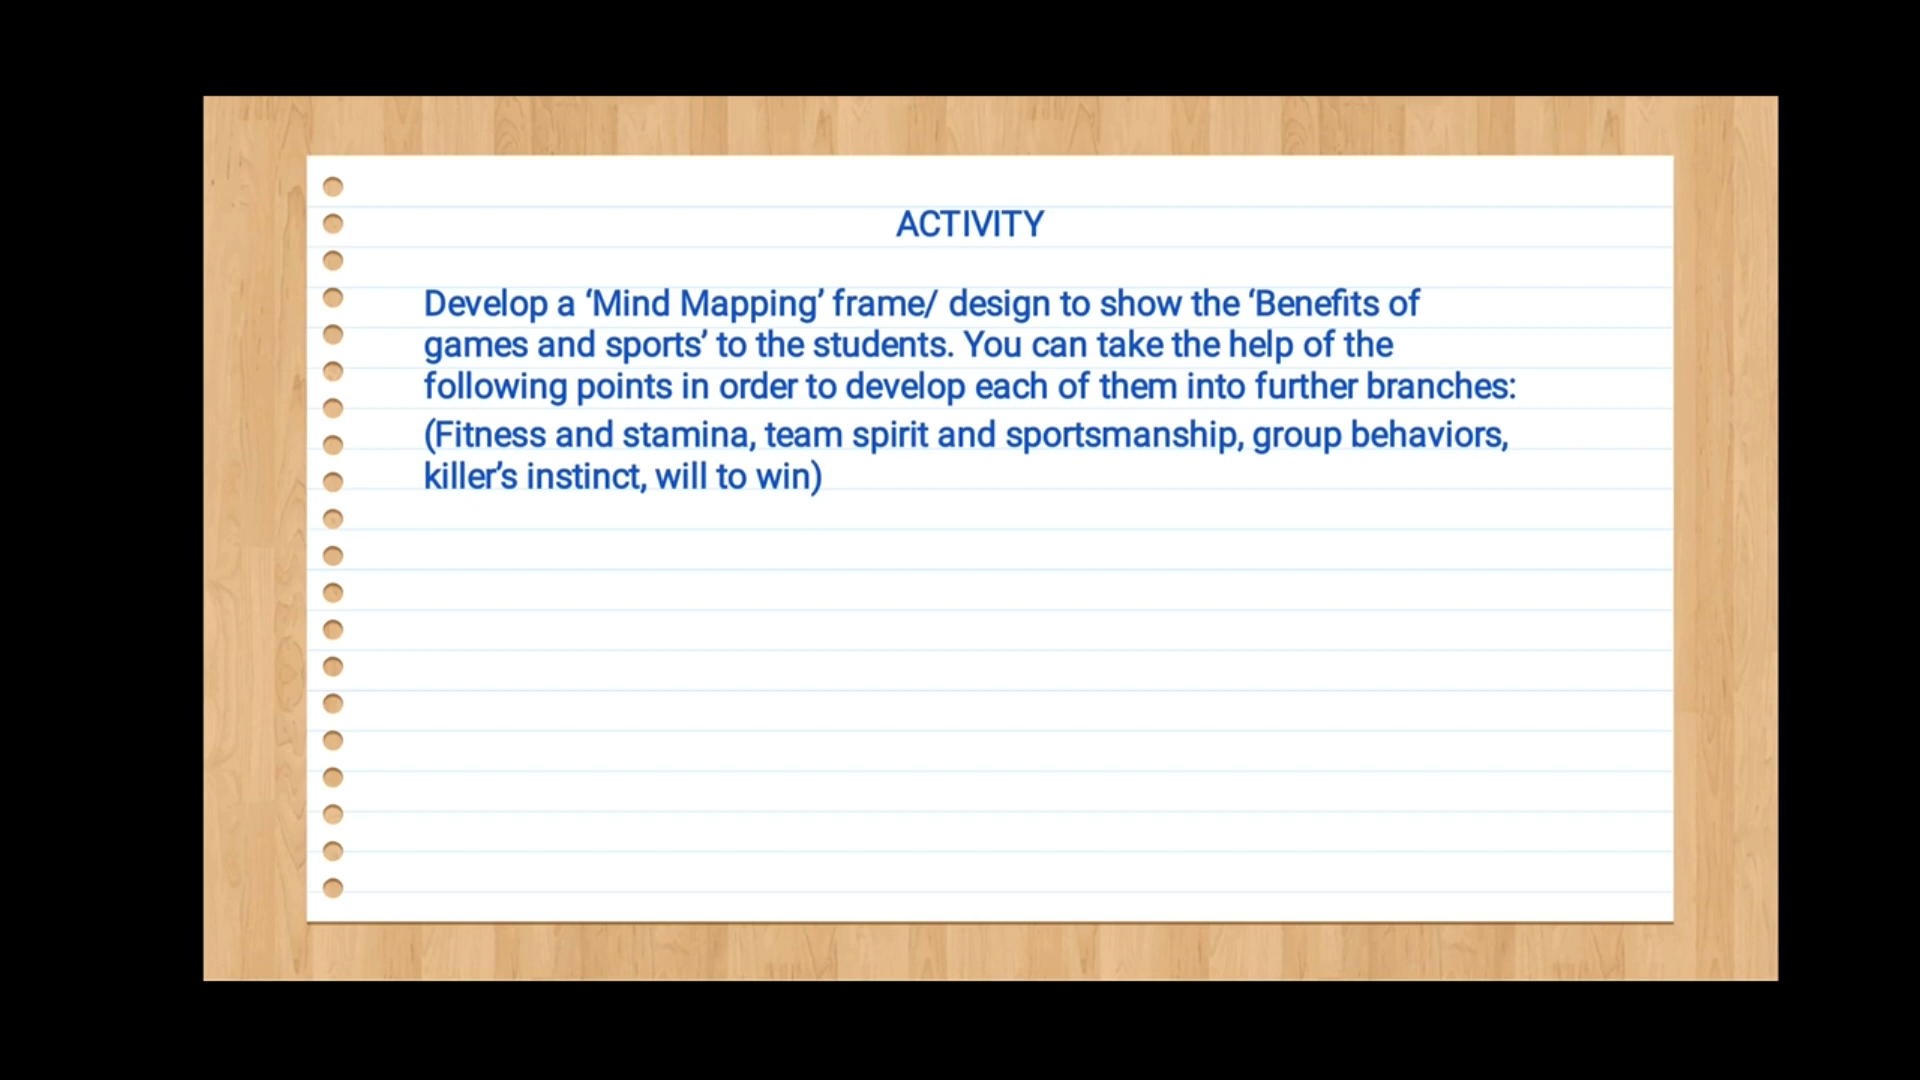 ACTIVITY
Develop a ‘Mind Mapping’ frame/ design to show the ‘Benefits of
games and sports’ to the students. You can take the help of the
following points in order to develop each of them into further branches:
(Fitness and stamina, team spirit and sportsmanship, group behaviors,
killer’s instinct, will to win)